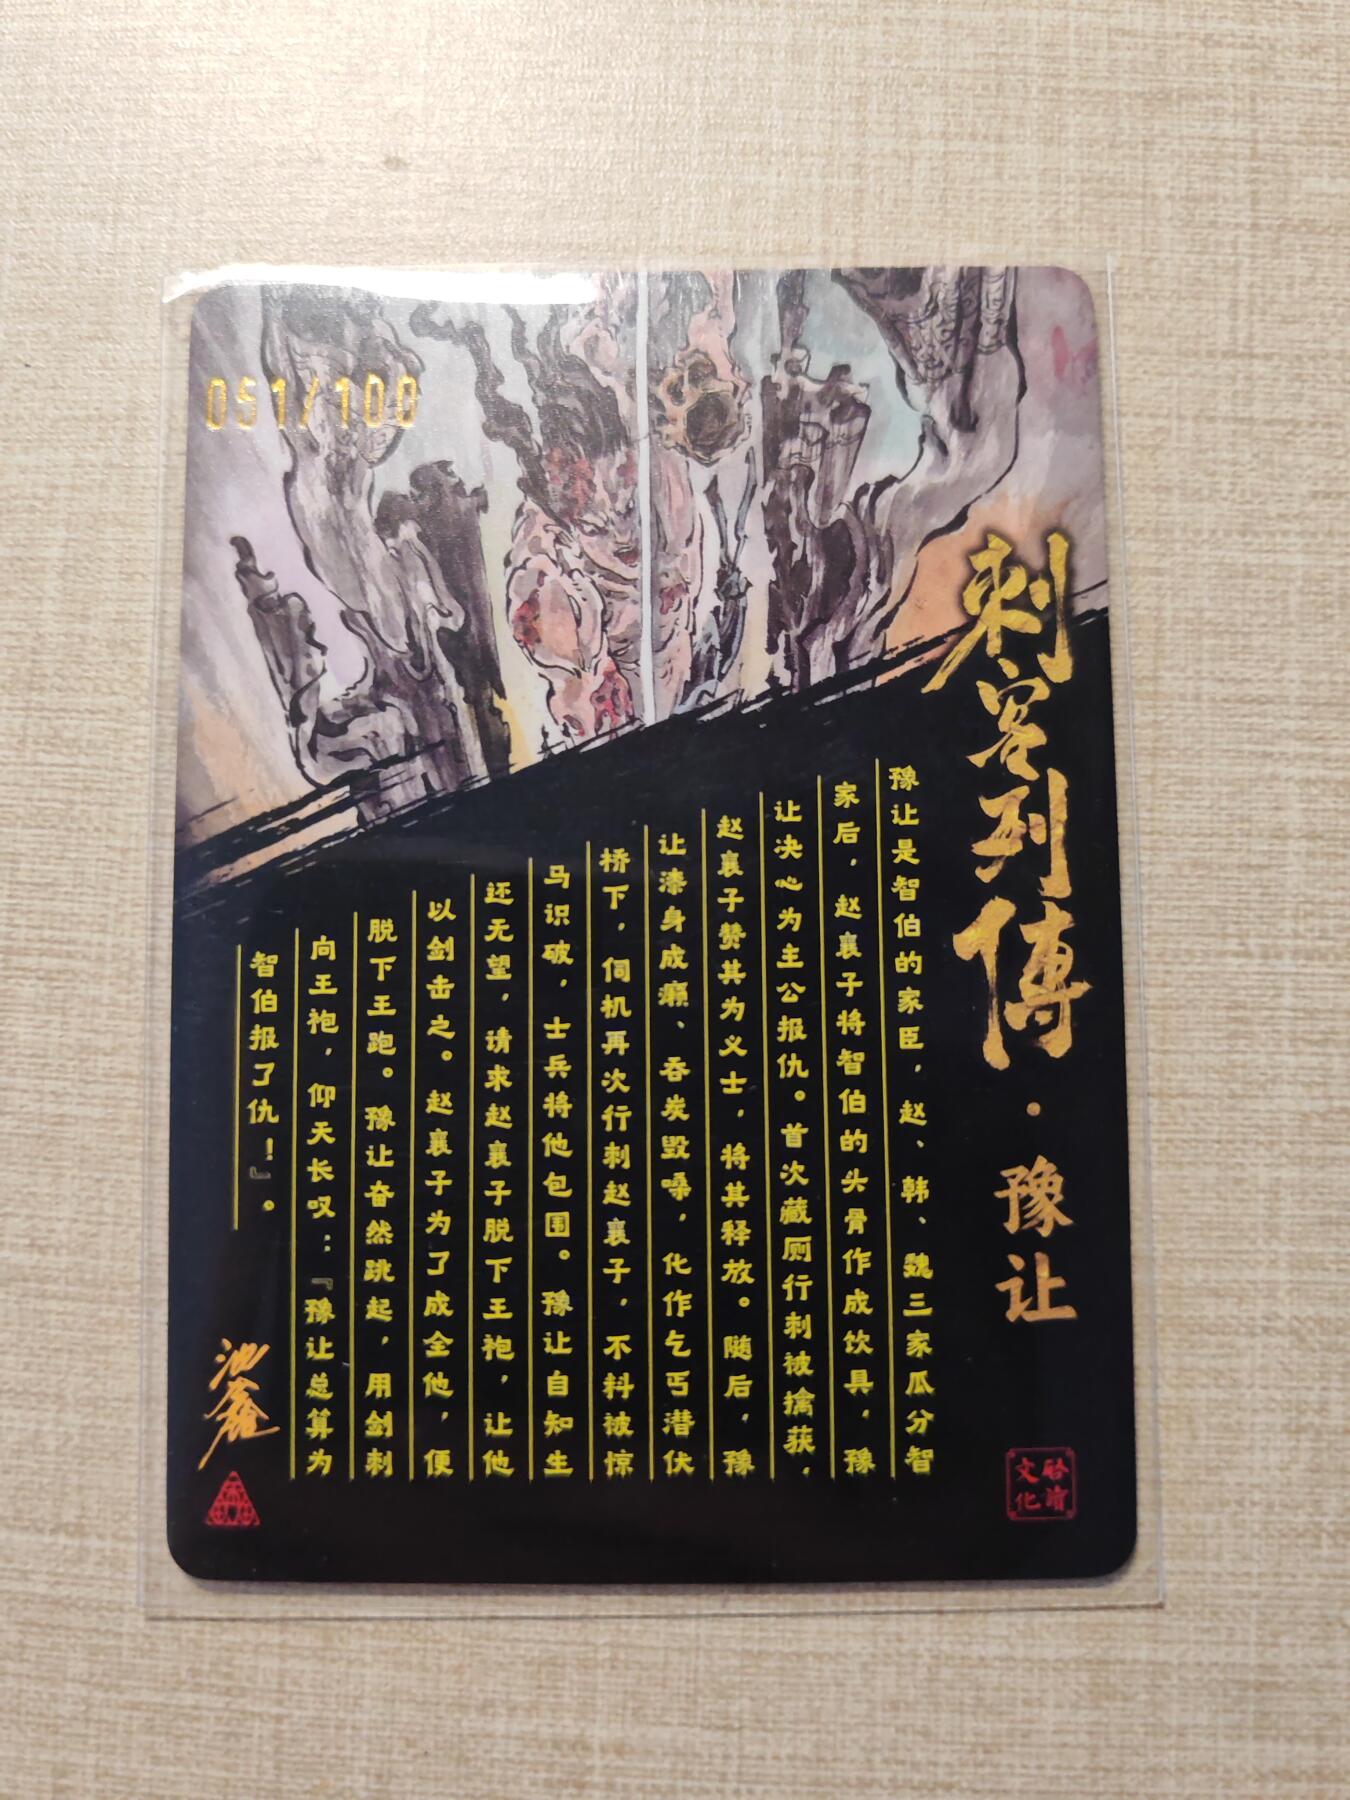 051/100
刺客列傳·豫让
豫让是智伯的家臣，赵、韩、魏三家瓜分智
家后，赵襄子将智伯的头骨作成饮具，豫
让决心为主公报仇。首次藏厕行刺被擒获，
赵襄子赞其为义士，将其释放。随后，豫
让漆身成癞、吞炭毁嗓，化作乞丐潜伏
桥下，伺机再次行刺赵襄子，不料被惊
马识破，士兵将他包围。豫让自知生
还无望，请求赵襄子脱下王袍，让他
以剑击之。赵襄子为了成全他，便
脱下王跑。豫让奋然跳起，用剑刺
向王袍，仰天长叹：『豫让总算为
智伯报了仇！』。
文化